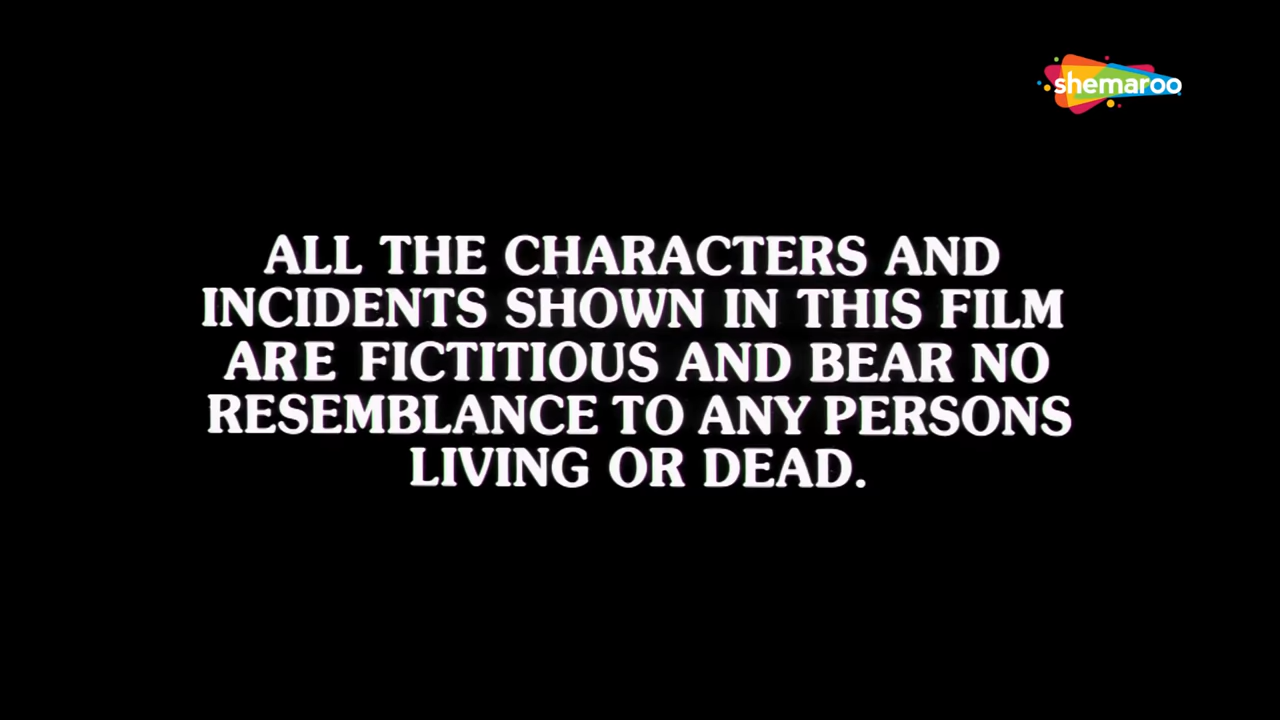 shemaroo
ALL THE CHARACTERS AND
INCIDENTS SHOWN IN THIS FILM
ARE FICTITIOUS AND BEAR NO
RESEMBLANCE TO ANY PERSONS
LIVING OR DEAD.